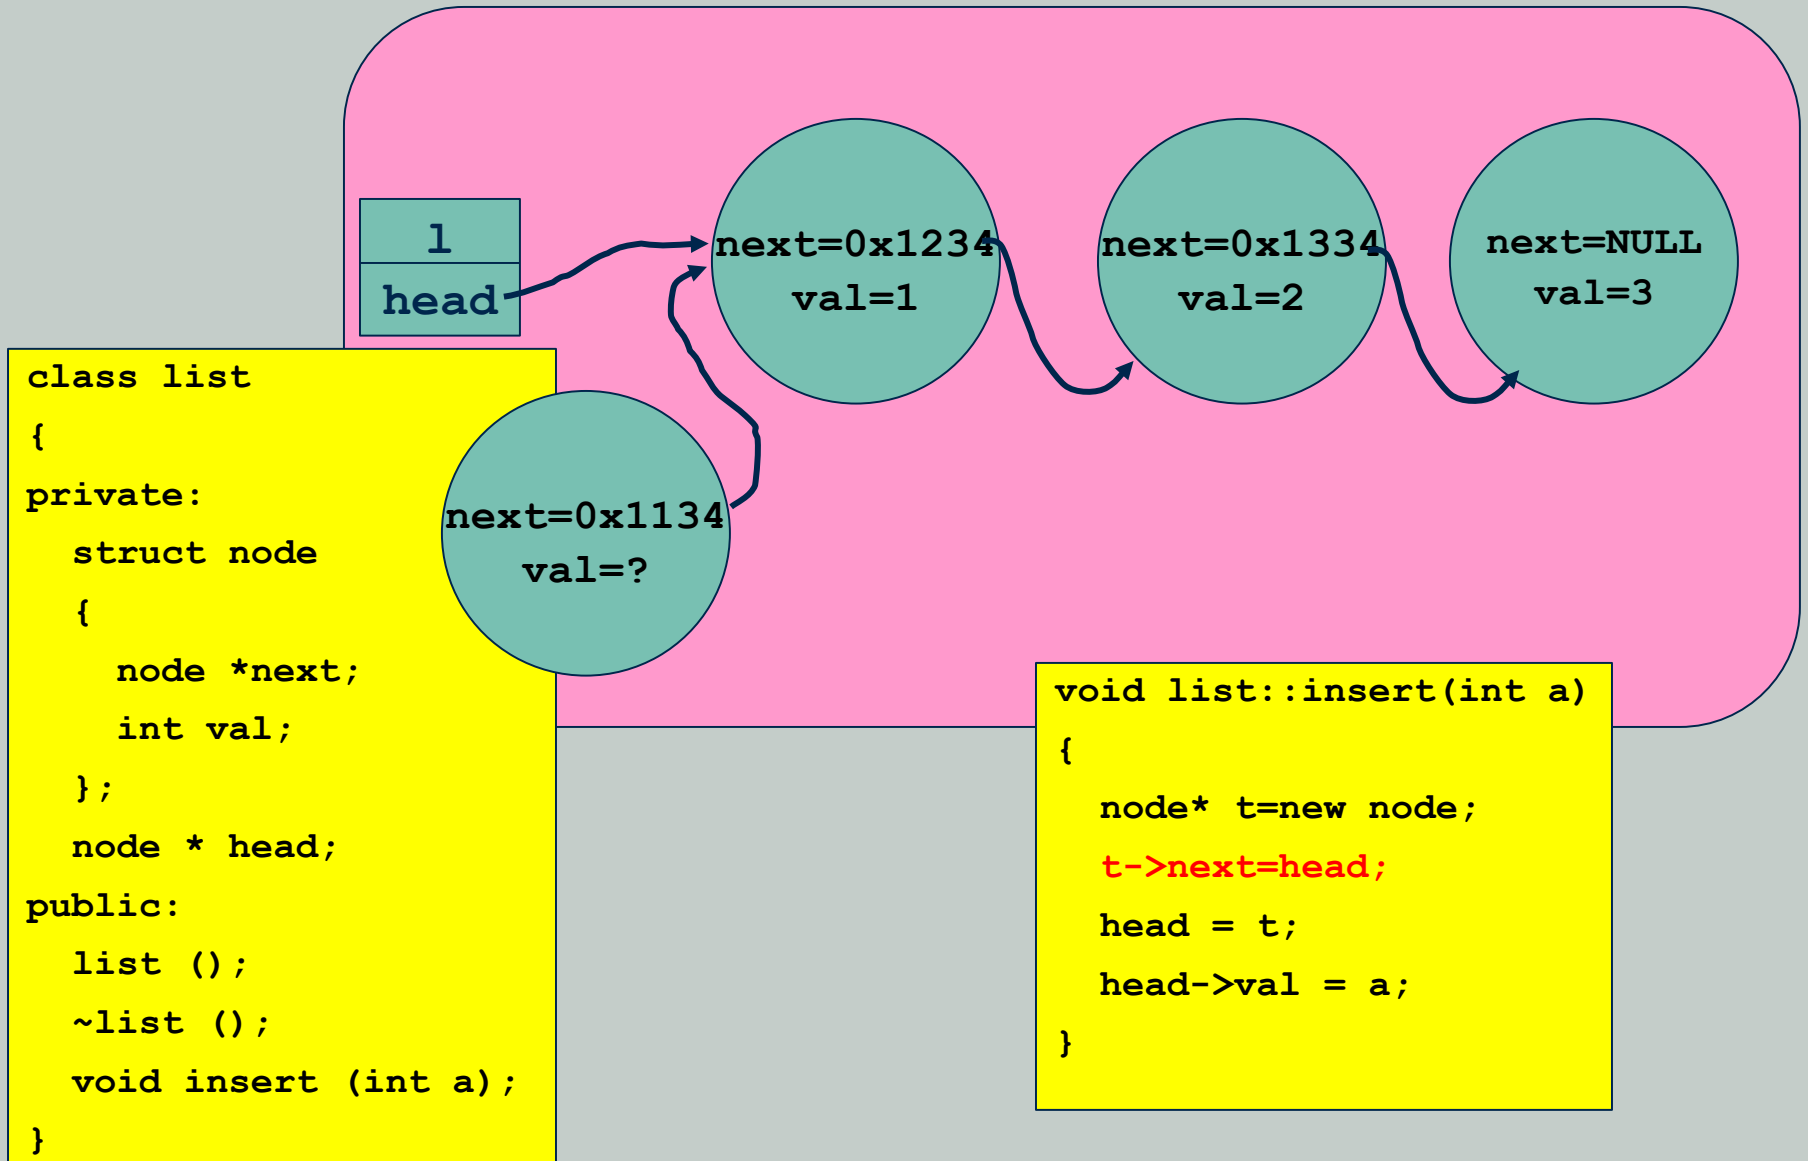 l
head
next=0x1234
val=1
next=0x1334
val=2
next=NULL
val=3
next=0x1134
val=?
class list
{
private:
  struct node
  {
    node *next;
    int val;
  };
  node * head;
public:
  list ();
  ~list ();
  void insert (int a);
}
void list::insert(int a)
{
  node* t=new node;
  t->next=head;
  head = t;
  head->val = a;
}